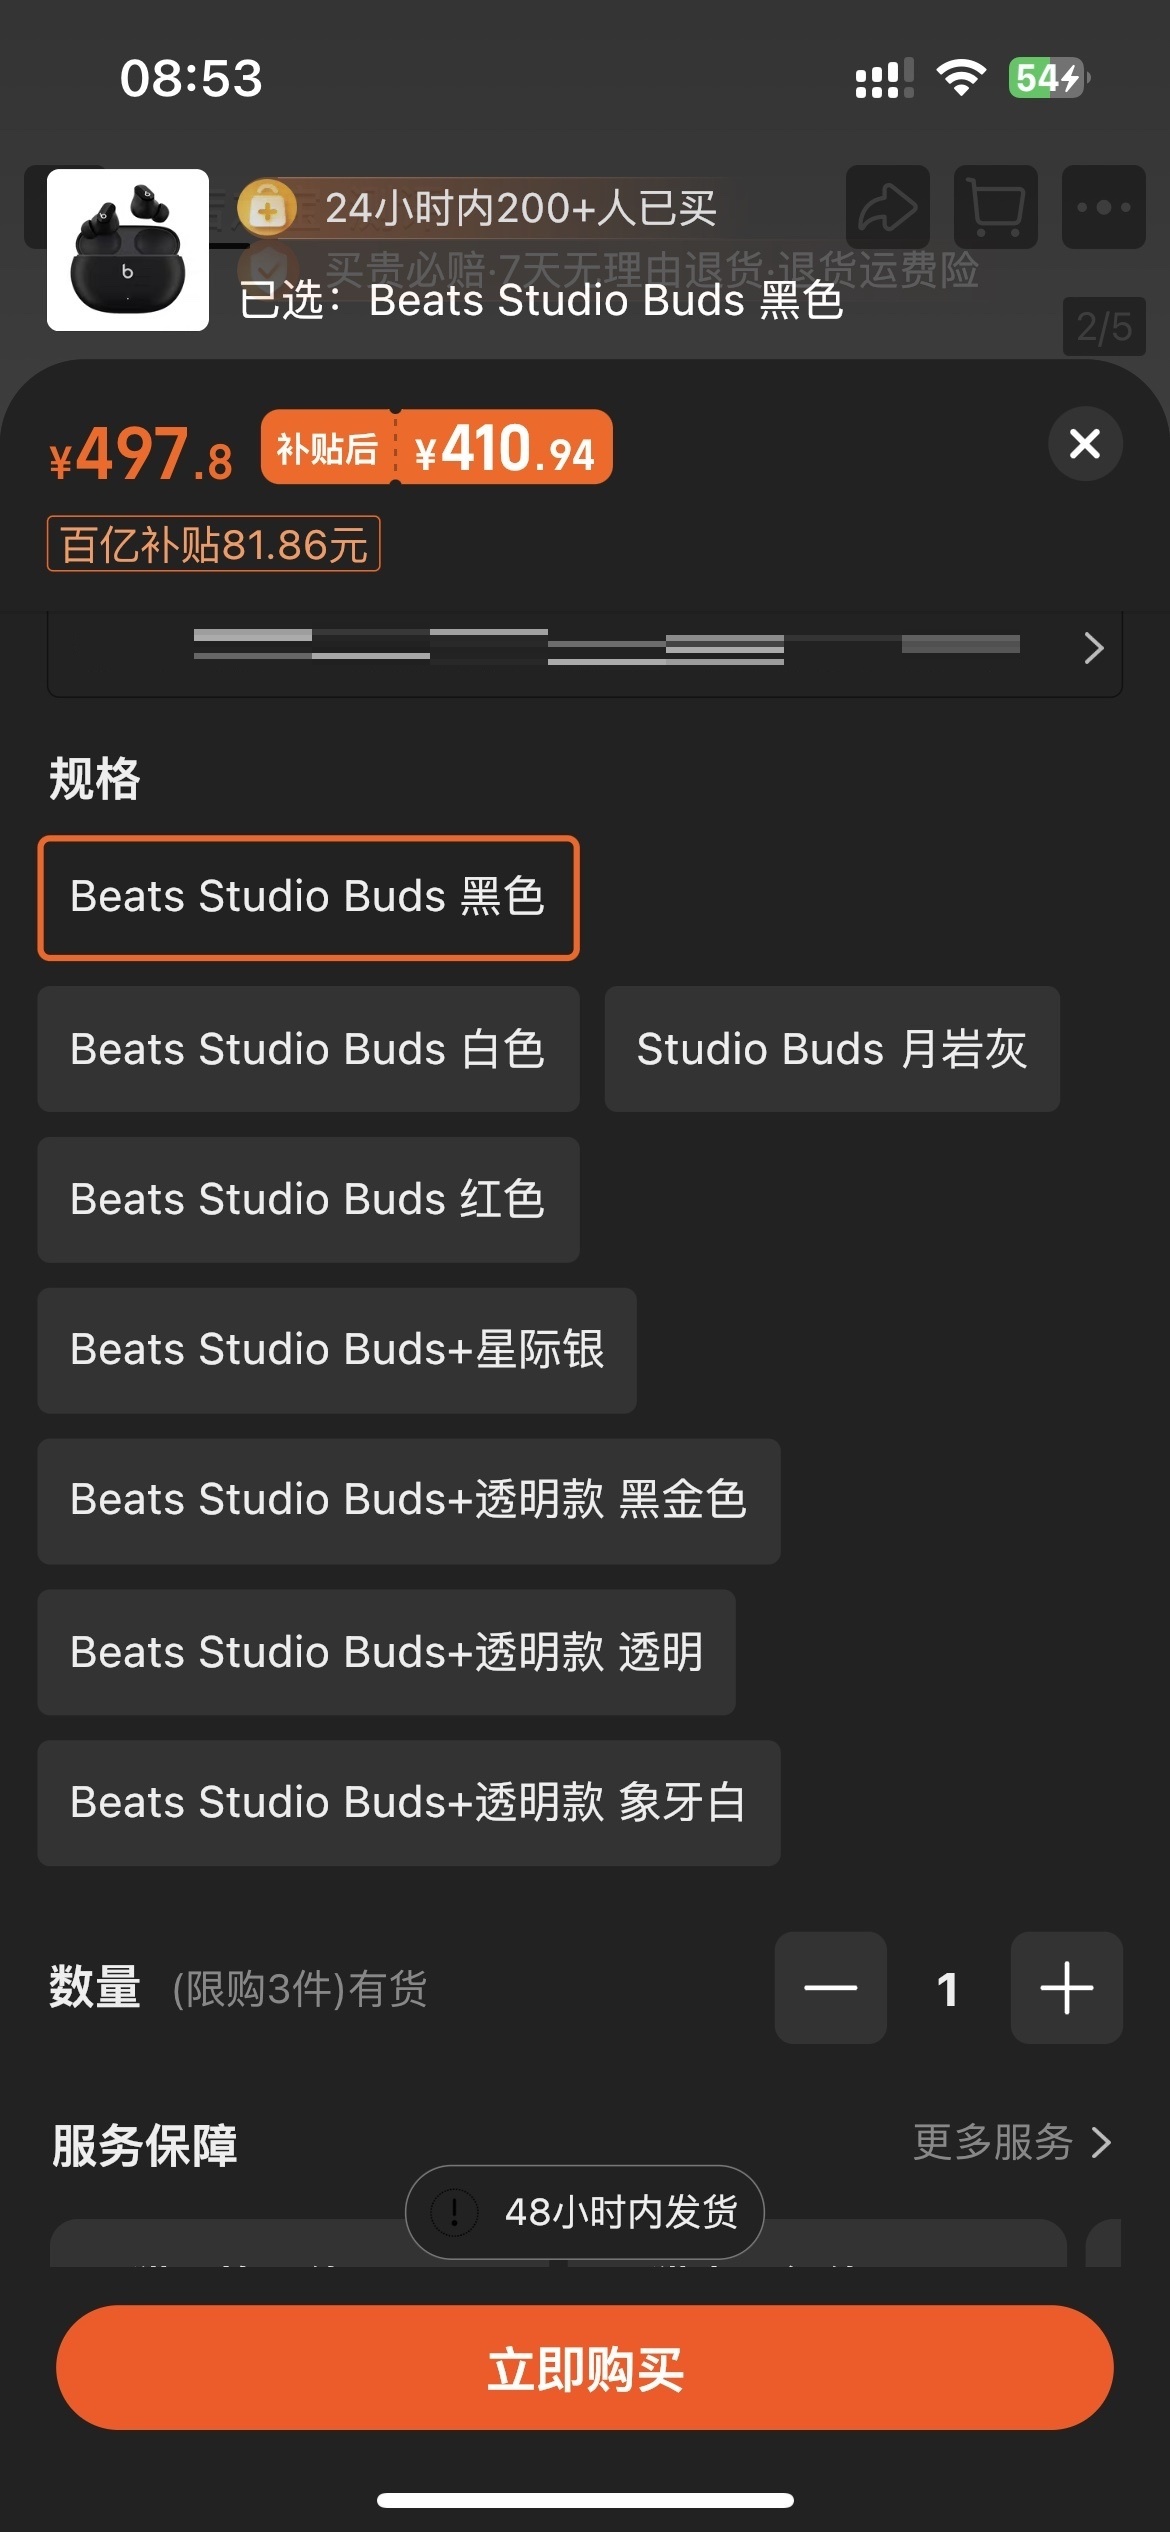 08:53
54
24小时内200+人已买
买贵必赔·7天无理由退货·退货运费险
已选：Beats Studio Buds 黑色
2/5
¥497.8
补贴后 ¥410.94
百亿补贴81.86元
规格
Beats Studio Buds 黑色
Beats Studio Buds 白色
Studio Buds 月岩灰
Beats Studio Buds 红色
Beats Studio Buds+星际银
Beats Studio Buds+透明款 黑金色
Beats Studio Buds+透明款 透明
Beats Studio Buds+透明款 象牙白
数量 (限购3件)有货
1
服务保障
更多服务
48小时内发货
立即购买